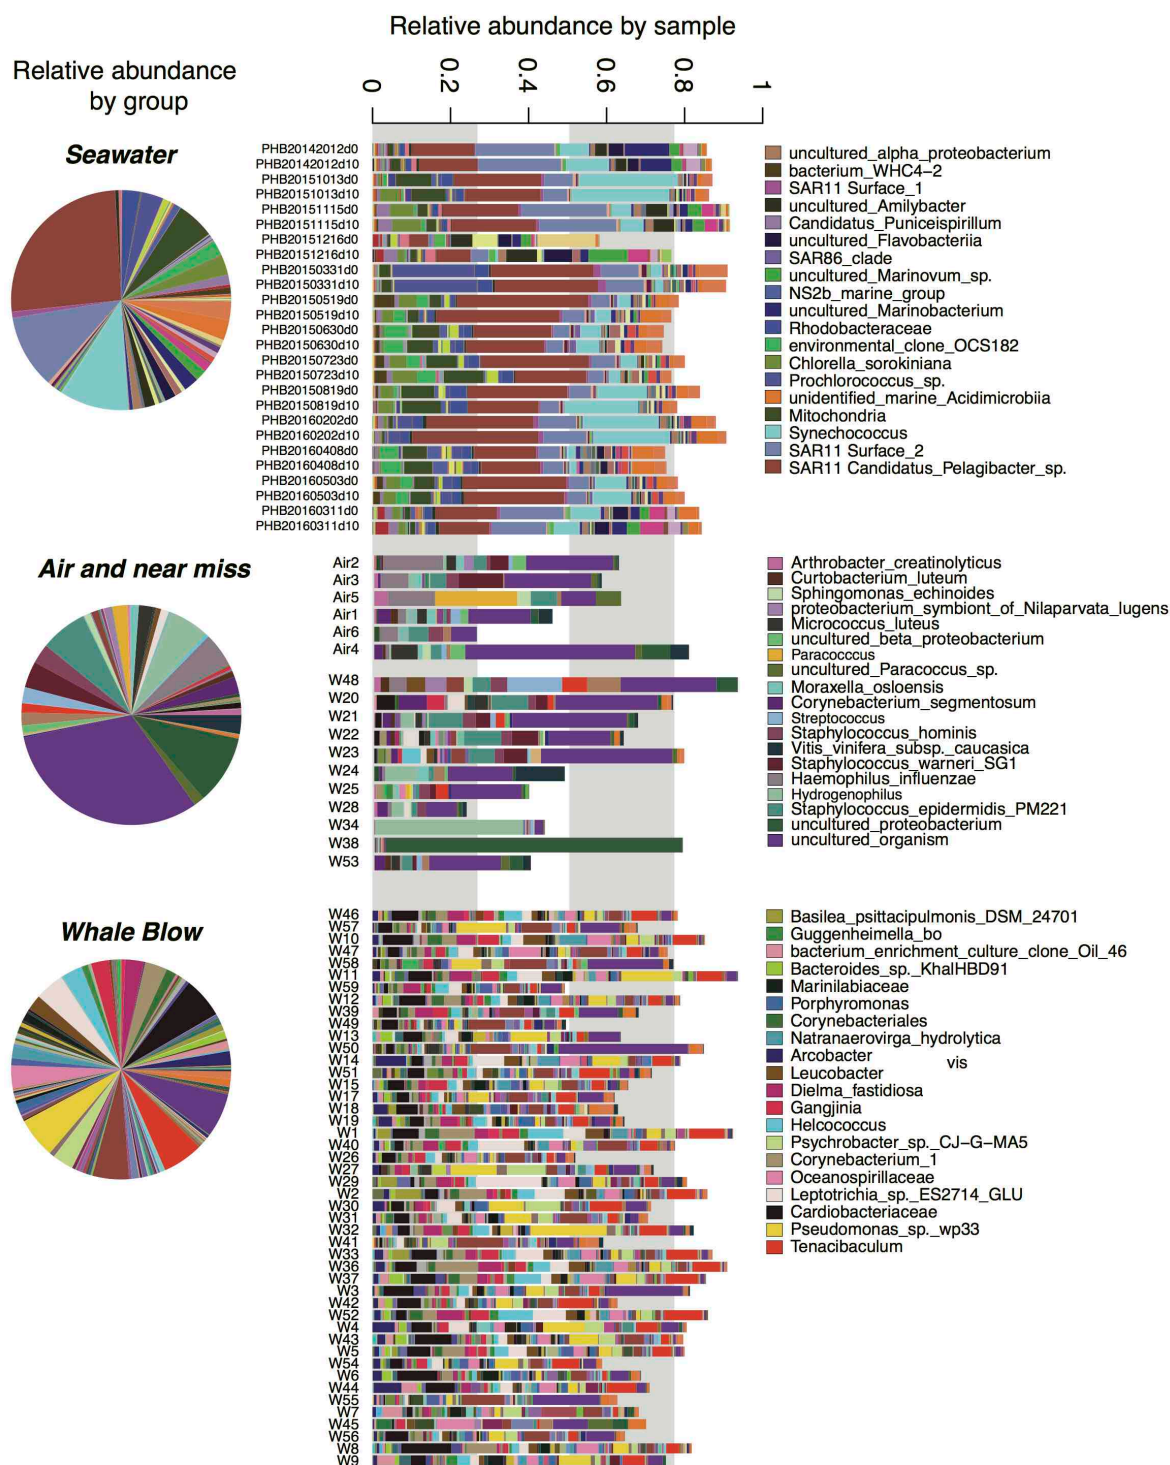 Relative abundance by sample
Relative abundance
by group
0
0.2
0.4
0.6
0.8
1
Seawater
PHB20142012d0
PHB20142012d10
PHB20151013d0
PHB20151013d10
PHB20151115d0
PHB20151115d10
PHB20151216d0
PHB20151216d10
PHB20150331d0
PHB20150331d10
PHB20150519d0
PHB20150519d10
PHB20150630d0
PHB20150630d10
PHB20150723d0
PHB20150723d10
PHB20150819d0
PHB20150819d10
PHB20160202d0
PHB20160202d10
PHB20160408d0
PHB20160408d10
PHB20160503d0
PHB20160503d10
PHB20160311d0
PHB20160311d10
uncultured_alpha_proteobacterium
bacterium_WHC4-2
SAR11 Surface_1
uncultured_Amilybacter
Candidatus_Puniceispirillum
uncultured_Flavobacteriia
SAR86_clade
uncultured_Marinovum_sp.
NS2b_marine_group
uncultured_Marinobacterium
Rhodobacteraceae
environmental_clone_OCS182
Chlorella_sorokiniana
Prochlorococcus_sp.
unidentified_marine_Acidimicrobiia
Mitochondria
Synechococcus
SAR11 Surface_2
SAR11 Candidatus_Pelagibacter_sp.
Air and near miss
Air2
Air3
Air5
Air1
Air6
Air4
W48
W20
W21
W22
W23
W24
W25
W28
W34
W38
W53
Arthrobacter_creatinolyticus
Curtobacterium_luteum
Sphingomonas_echinoides
proteobacterium_symbiont_of_Nilaparvata_lugens
Micrococcus_luteus
uncultured_beta_proteobacterium
Paracocccus
uncultured_Paracoccus_sp.
Moraxella_osloensis
Corynebacterium_segmentosum
Streptococcus
Staphylococcus_hominis
Vitis_vinifera_subsp._caucasica
Staphylococcus_warneri_SG1
Haemophilus_influenzae
Hydrogenophilus
Staphylococcus_epidermidis_PM221
uncultured_proteobacterium
uncultured_organism
Whale Blow
W46
W57
W10
W47
W58
W11
W59
W12
W39
W49
W13
W50
W14
W51
W15
W17
W18
W19
W1
W40
W26
W27
W29
W2
W30
W31
W32
W41
W33
W36
W37
W3
W42
W52
W4
W43
W5
W54
W6
W44
W55
W7
W45
W56
W8
W9
Basilea_psittacipulmonis_DSM_24701
Guggenheimella_bo
bacterium_enrichment_culture_clone_Oil_46
Bacteroides_sp._KhalHBD91
Marinilabiaceae
Porphyromonas
Corynebacteriales
Natranaerovirga_hydrolytica
Arcobacter
vis
Leucobacter
Dielma_fastidiosa
Gangjinia
Helcococcus
Psychrobacter_sp._CJ-G-MA5
Corynebacterium_1
Oceanospirillaceae
Leptotrichia_sp._ES2714_GLU
Cardiobacteriaceae
Pseudomonas_sp._wp33
Tenacibaculum